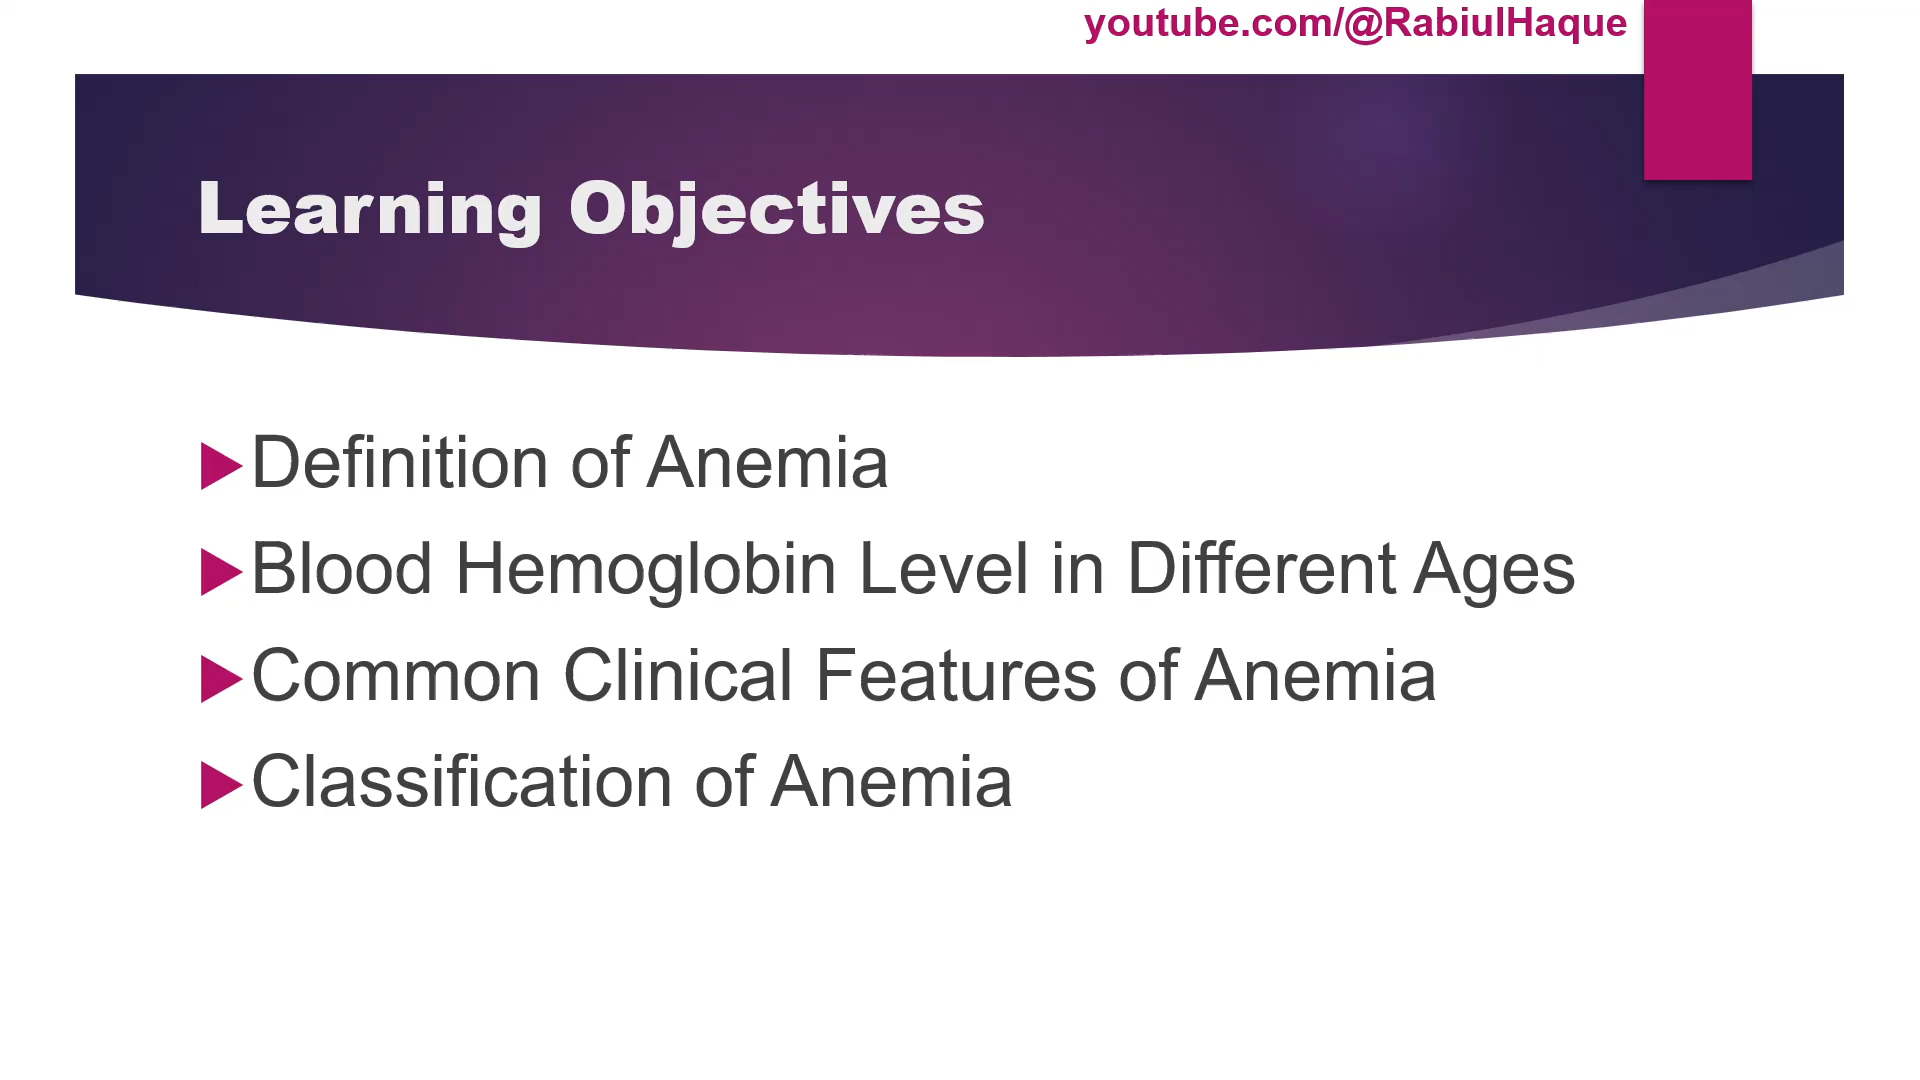 youtube.com/@RabiulHaque
Learning Objectives
Definition of Anemia
Blood Hemoglobin Level in Different Ages
Common Clinical Features of Anemia
Classification of Anemia